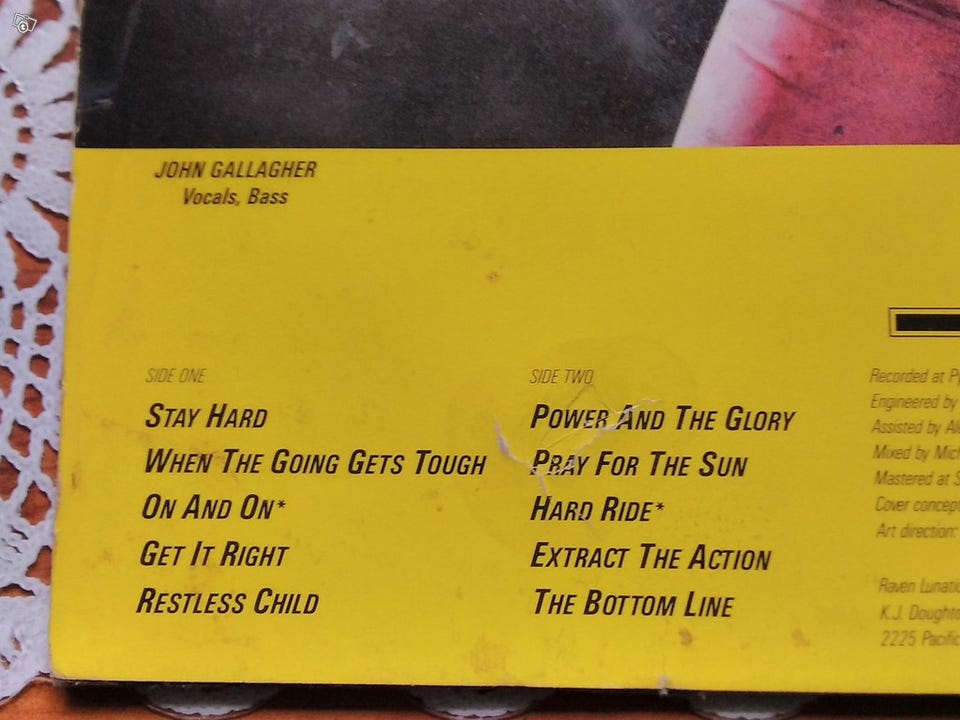 JOHN GALLAGHER
Vocals, Bass
SIDE ONE
STAY HARD
WHEN THE GOING GETS TOUGH
ON AND ON*
GET IT RIGHT
RESTLESS CHILD
SIDE TWO
POWER AND THE GLORY
PRAY FOR THE SUN
HARD RIDE*
EXTRACT THE ACTION
THE BOTTOM LINE
Recorded at
Engineered by
Assisted by
Mixed by
Mastered at
Cover concept
Art direction:
Raven
K.J.
2225 Pacific